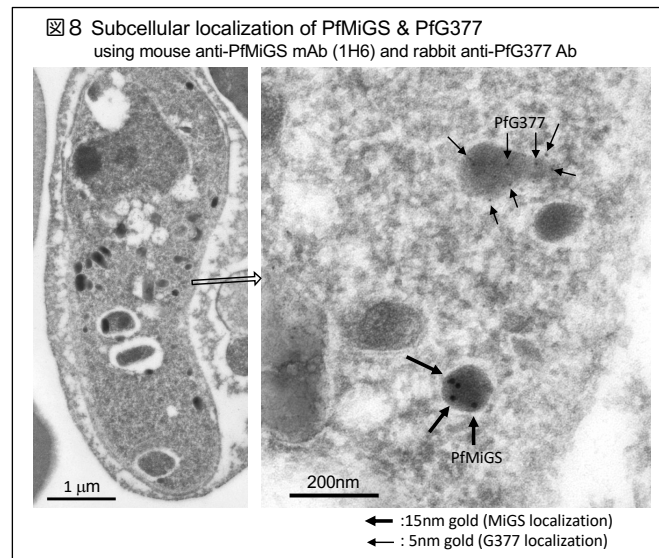 図8 Subcellular localization of PfMiGS & PfG377
using mouse anti-PfMiGS mAb (1H6) and rabbit anti-PfG377 Ab
PfG377
PfMiGS
1 μm
200nm
:15nm gold (MiGS localization)
: 5nm gold (G377 localization)